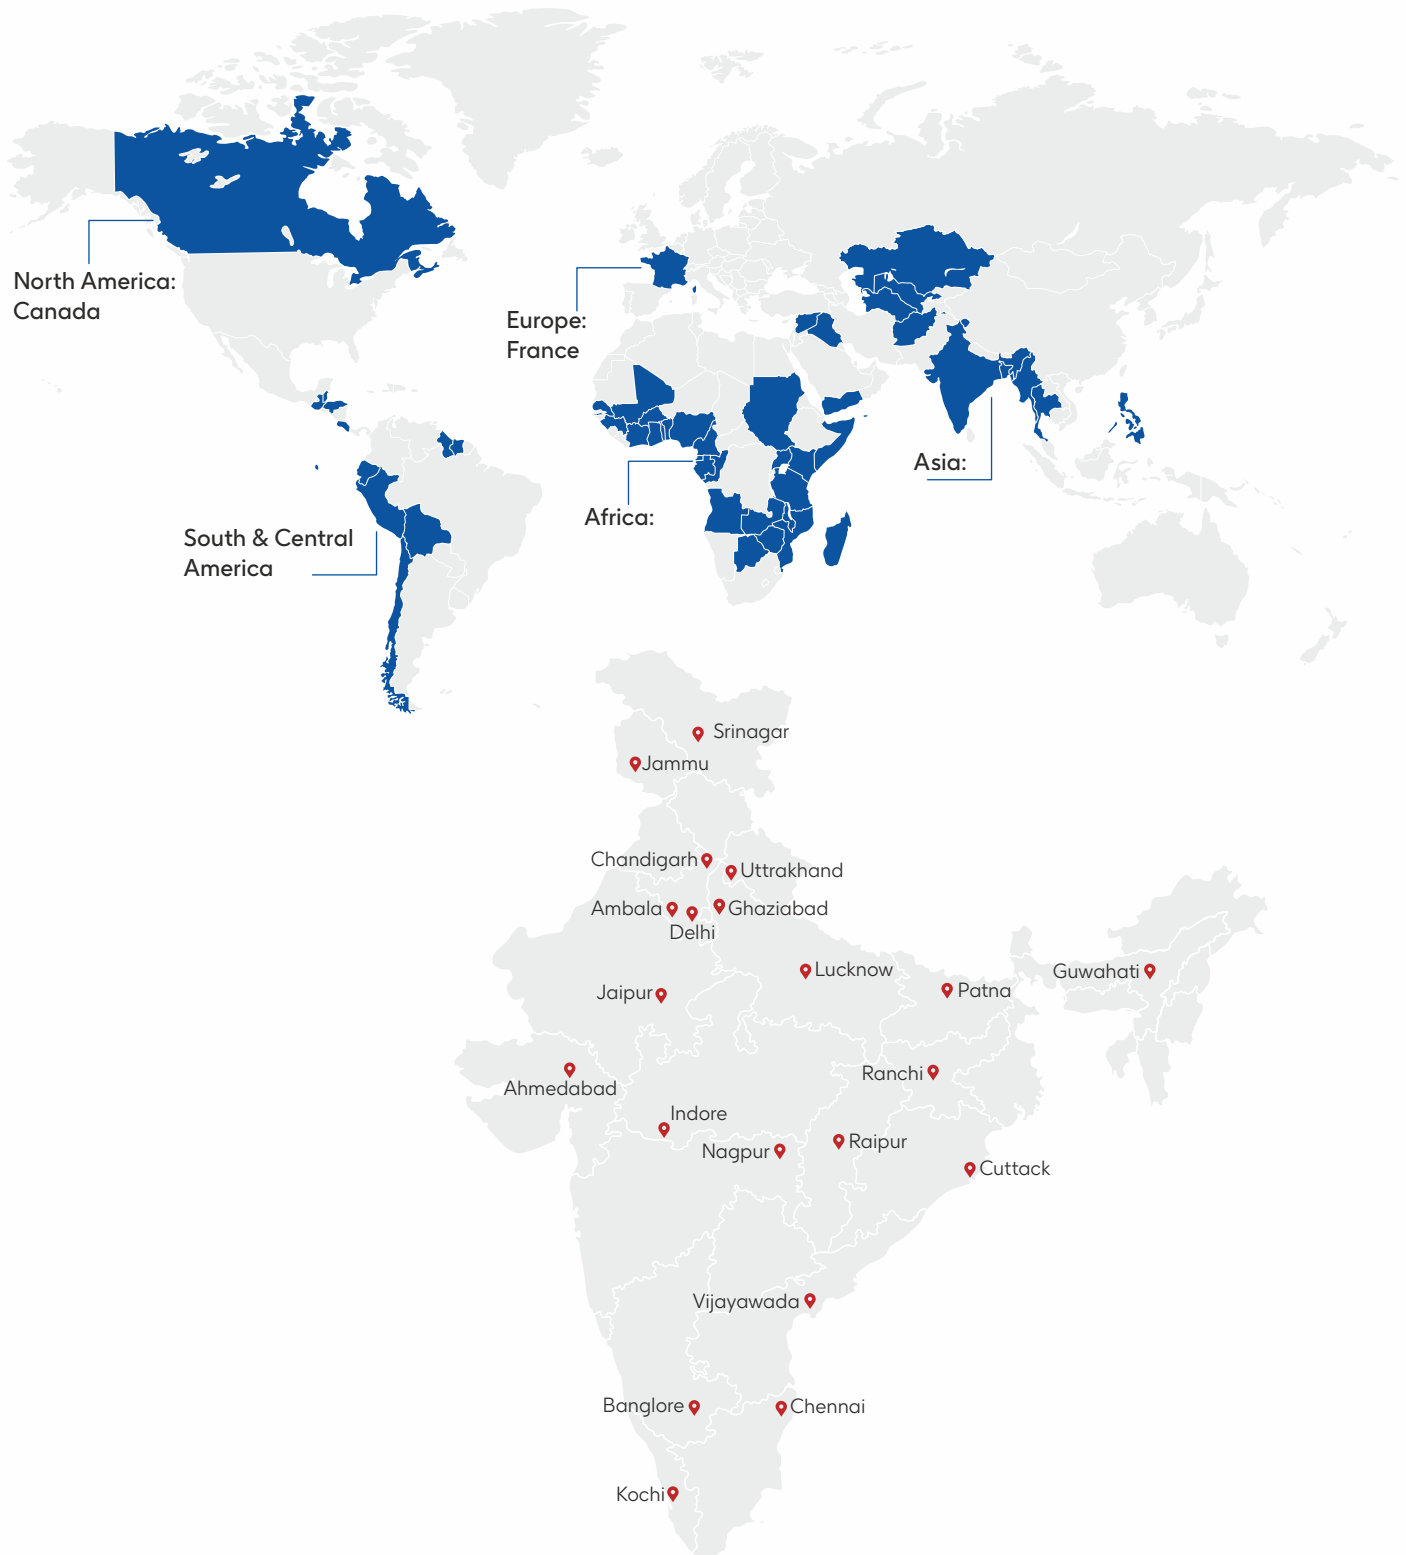 North America:
Canada
Europe:
France
Asia:
Africa:
South & Central
America
Srinagar
Jammu
Chandigarh
Uttrakhand
Ambala
Ghaziabad
Delhi
Lucknow
Guwahati
Patna
Jaipur
Ranchi
Ahmedabad
Indore
Raipur
Nagpur
Cuttack
Vijayawada
Banglore
Chennai
Kochi